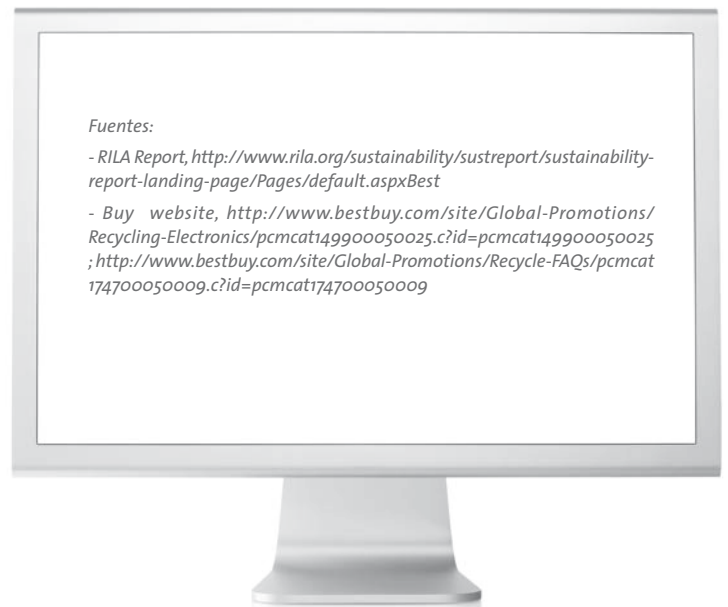 Fuentes:
- RILA Report, http://www.rila.org/sustainability/sustreport/sustainability-
report-landing-page/Pages/default.aspxBest
- Buy website, http://www.bestbuy.com/site/Global-Promotions/
Recycling-Electronics/pcmcat149900050025.c?id=pcmcat149900050025
; http://www.bestbuy.com/site/Global-Promotions/Recycle-FAQs/pcmcat
174700050009.c?id=pcmcat174700050009